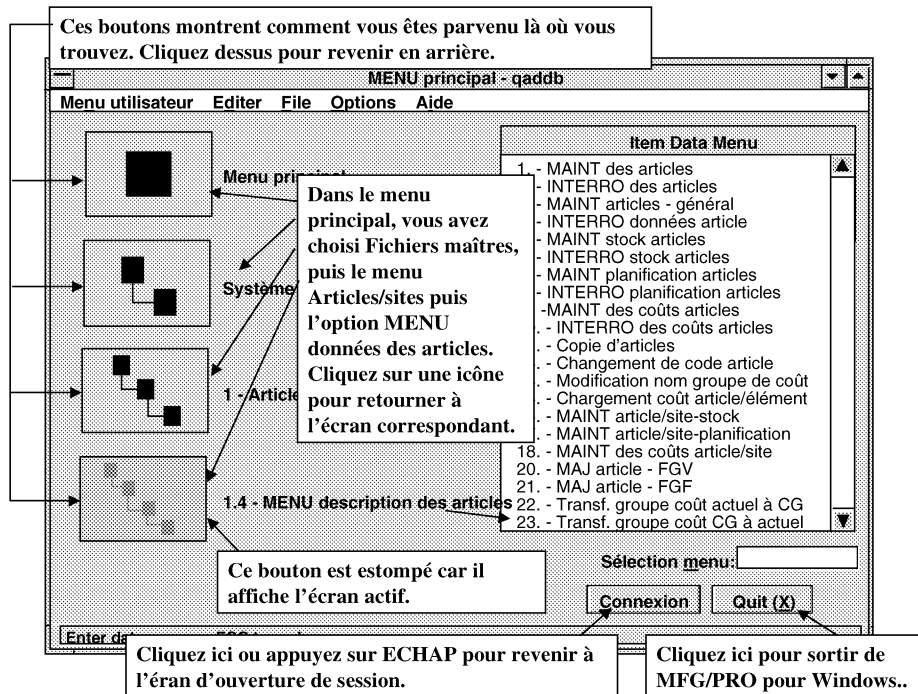 Ces boutons montrent comment vous êtes parvenu là où vous
trouvez. Cliquez dessus pour revenir en arrière.
MENU principal - qaddb
Menu utilisateur Editer File Options Aide
Menu principal
Système
1 - Article
1.4 - MENU description des articles
Dans le menu
principal, vous avez
choisi Fichiers maîtres,
puis le menu
Articles/sites puis
l'option MENU
données des articles.
Cliquez sur une icône
pour retourner à
l'écran correspondant.
Item Data Menu
1. - MAINT des articles
- INTERRO des articles
- MAINT articles - général
- INTERRO données article
- MAINT stock articles
- INTERRO stock articles
- MAINT planification articles
- INTERRO planification articles
-MAINT des coûts articles
. - INTERRO des coûts articles
. - Copie d'articles
. - Changement de code article
. - Modification nom groupe de coût
. - Chargement coût article/élément
. - MAINT article/site-stock
. - MAINT article/site-planification
18. - MAINT des coûts article/site
20. - MAJ article - FGV
21. - MAJ article - FGF
22. - Transf. groupe coût actuel à CG
23. - Transf. groupe coût CG à actuel
Ce bouton est estompé car il
affiche l'écran actif.
Sélection menu:
Connexion Quit (X)
Enter
Cliquez ici ou appuyez sur ECHAP pour revenir à
l'éran d'ouverture de session.
Cliquez ici pour sortir de
MFG/PRO pour Windows..